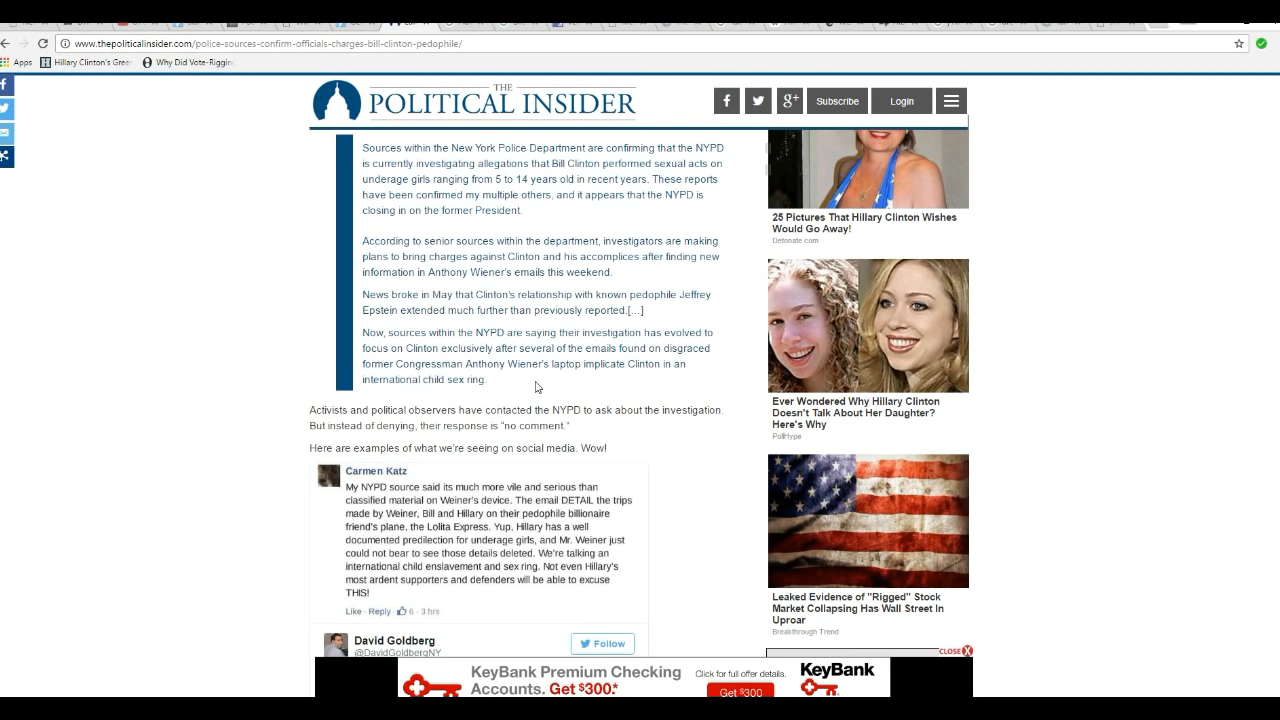 www.thepoliticalinsider.com/police-sources-confirm-officials-charges-bill-clinton-pedophile/
Apps
Hillary Clinton's Greer
Why Did Vote-Riggin
THE
POLITICAL INSIDER
g+
Subscribe
Login
Sources within the New York Police Department are confirming that the NYPD
is currently investigating allegations that Bill Clinton performed sexual acts on
underage girls ranging from 5 to 14 years old in recent years. These reports
have been confirmed my multiple others, and it appears that the NYPD is
closing in on the former President.
According to senior sources within the department, investigators are making
plans to bring charges against Clinton and his accomplices after finding new
information in Anthony Wiener's emails this weekend.
News broke in May that Clinton's relationship with known pedophile Jeffrey
Epstein extended much further than previously reported.[…]
Now, sources within the NYPD are saying their investigation has evolved to
focus on Clinton exclusively after several of the emails found on disgraced
former Congressman Anthony Wiener's laptop implicate Clinton in an
international child sex ring.
Activists and political observers have contacted the NYPD to ask about the investigation.
But instead of denying, their response is "no comment."
Here are examples of what we're seeing on social media. Wow!
Carmen Katz
My NYPD source said its much more vile and serious than
classified material on Weiner's device. The email DETAIL the trips
made by Weiner, Bill and Hillary on their pedophile billionaire
friend's plane, the Lolita Express. Yup, Hillary has a well
documented predilection for underage girls, and Mr. Weiner just
could not bear to see those details deleted. We're talking an
international child enslavement and sex ring. Not even Hillary's
most ardent supporters and defenders will be able to excuse
THIS!
Like · Reply · 6 · 3 hrs
David Goldberg
@DavidGoldbergNY
Follow
25 Pictures That Hillary Clinton Wishes
Would Go Away!
Detonate.com
Ever Wondered Why Hillary Clinton
Doesn't Talk About Her Daughter?
Here's Why
PollHype
Leaked Evidence of "Rigged" Stock
Market Collapsing Has Wall Street In
Uproar
Breakthrough Trend
CLOSE X
KeyBank Premium Checking
Accounts. Get $300.*
Click for full offer details.
Get $300
KeyBank